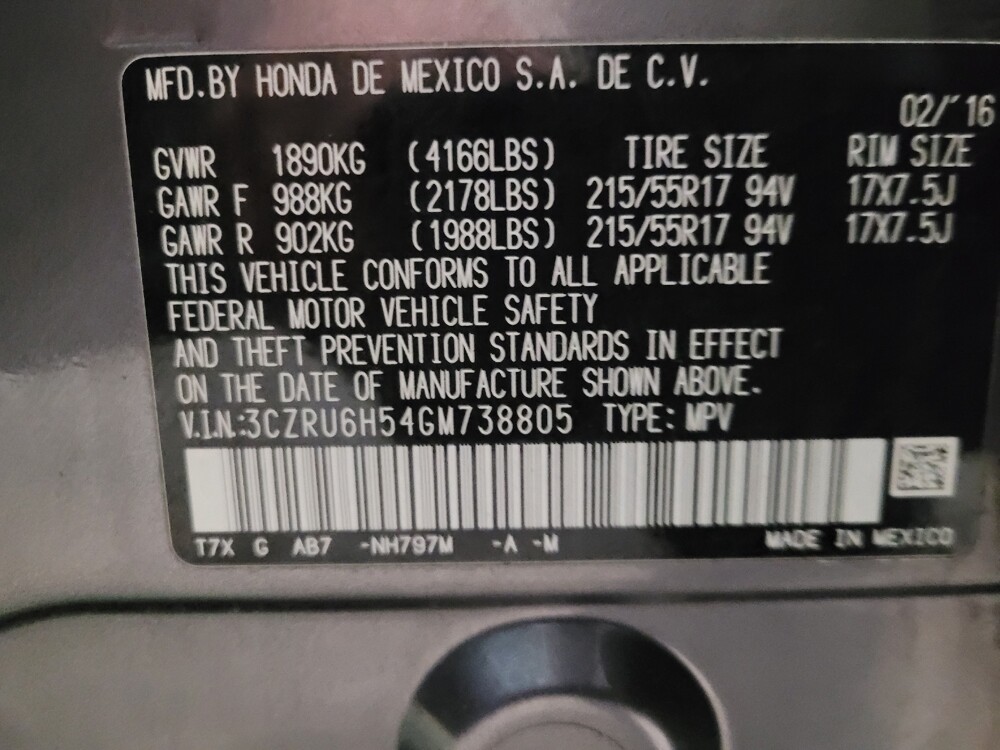 MFD.BY HONDA DE MEXICO S.A. DE C.V.
02/'16
GVWR 1890KG (4166LBS) TIRE SIZE RIM SIZE
GAWR F 988KG (2178LBS) 215/55R17 94V 17X7.5J
GAWR R 902KG (1988LBS) 215/55R17 94V 17X7.5J
THIS VEHICLE CONFORMS TO ALL APPLICABLE
FEDERAL MOTOR VEHICLE SAFETY
AND THEFT PREVENTION STANDARDS IN EFFECT
ON THE DATE OF MANUFACTURE SHOWN ABOVE.
V.I.N.:3CZRU6H54GM738805 TYPE: MPV
T7X G AB7 -NH797M -A -M MADE IN MEXICO